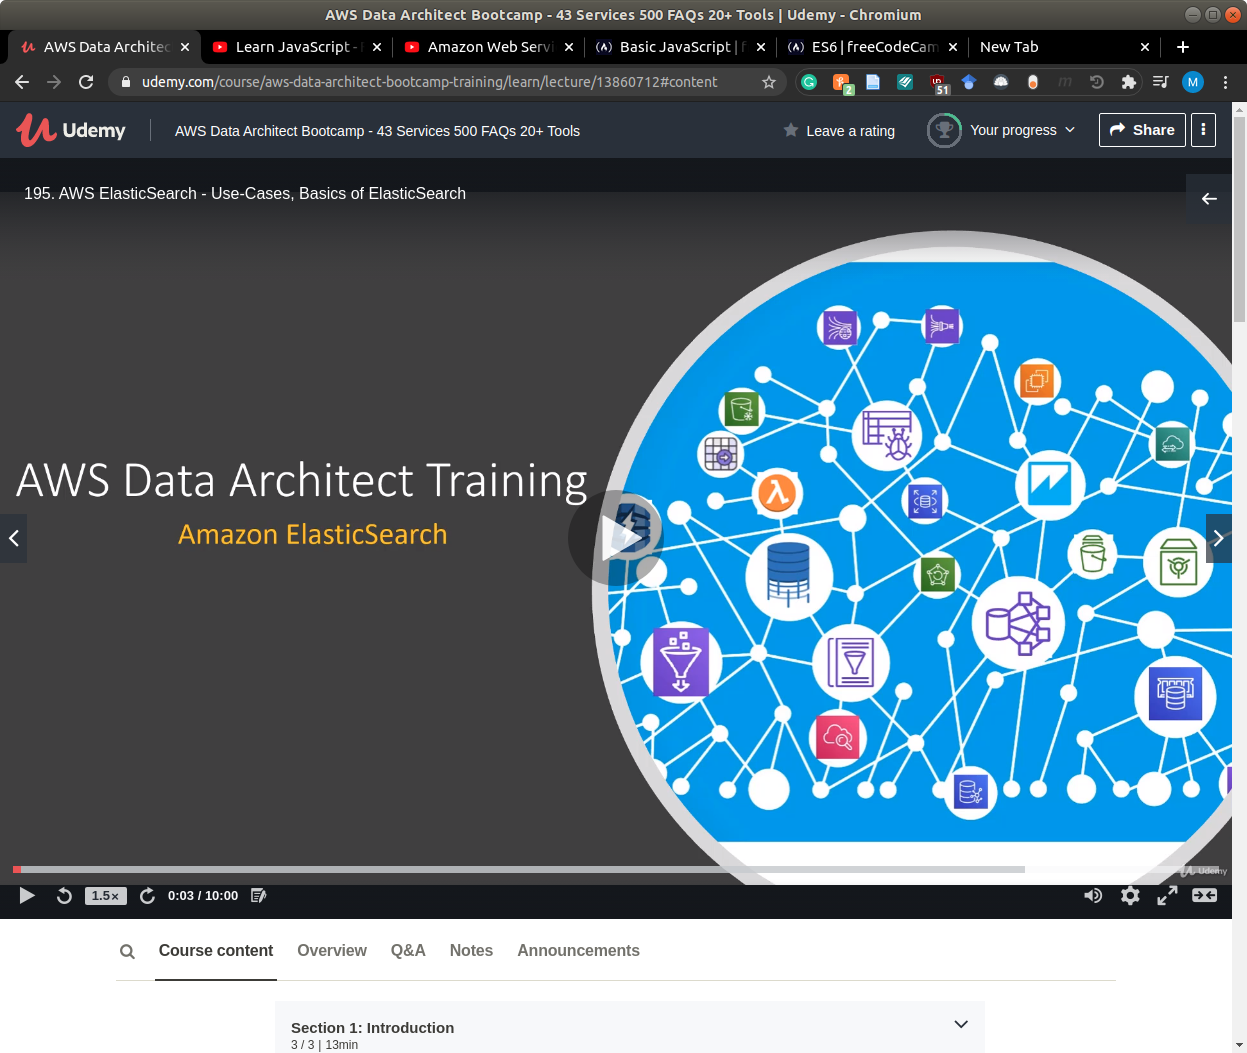 AWS Data Architect Bootcamp - 43 Services 500 FAQs 20+ Tools | Udemy - Chromium
AWS Data Architec
Learn JavaScript -
Amazon Web Servi
Basic JavaScript | f
ES6 | freeCodeCam
New Tab
udemy.com/course/aws-data-architect-bootcamp-training/learn/lecture/13860712#content
2
51
m
M
Udemy
AWS Data Architect Bootcamp - 43 Services 500 FAQs 20+ Tools
Leave a rating
Your progress
Share
195. AWS ElasticSearch - Use-Cases, Basics of ElasticSearch
AWS Data Architect Training
Amazon ElasticSearch
Udemy
1.5×
0:03 / 10:00
Course content
Overview
Q&A
Notes
Announcements
Section 1: Introduction
3 / 3 | 13min